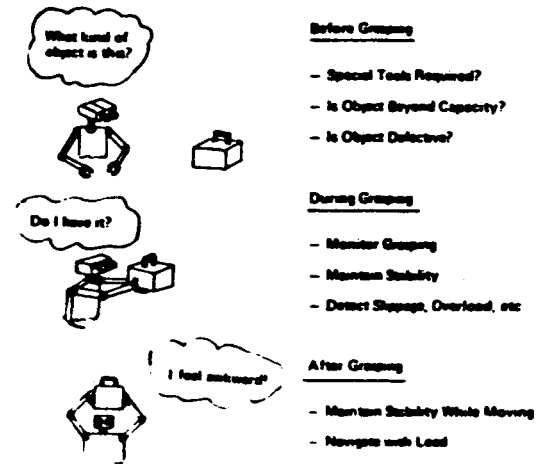 What kind of
object is this?
Before Grasping
- Special Tools Required?
- Is Object Beyond Capacity?
- Is Object Defective?
Do I have it?
During Grasping
- Monitor Grasping
- Maintain Stability
- Detect Slippage, Overload, etc
I feel awkward"
After Grasping
- Maintain Stability While Moving
- Navigate with Load